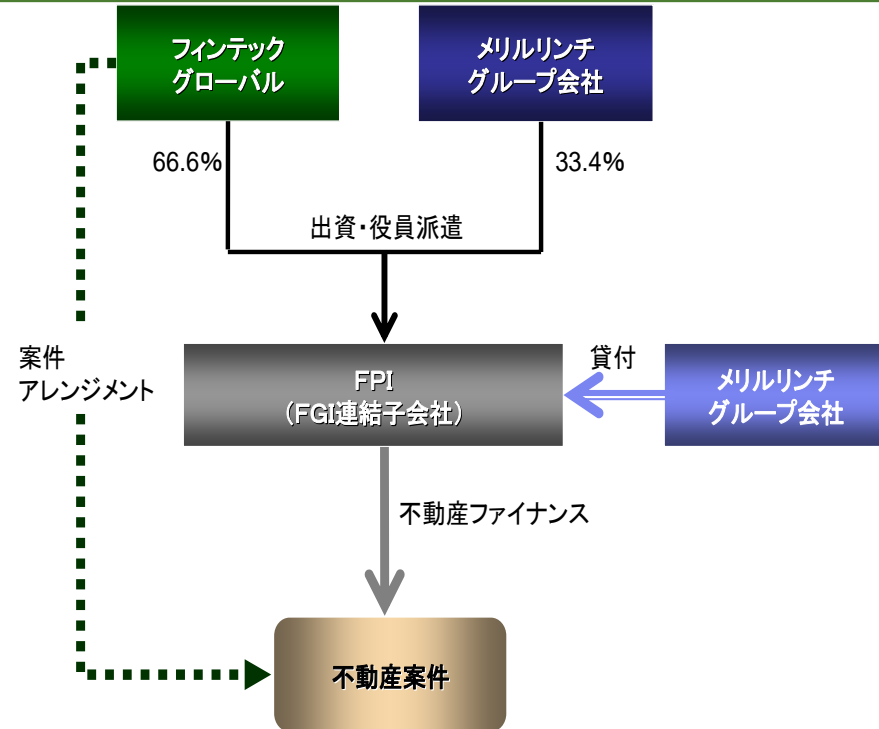 フィンテック
グローバル
メリルリンチ
グループ会社
66.6%
33.4%
出資・役員派遣
案件
アレンジメント
FPI
(FGI連結子会社)
貸付
メリルリンチ
グループ会社
不動産ファイナンス
不動産案件